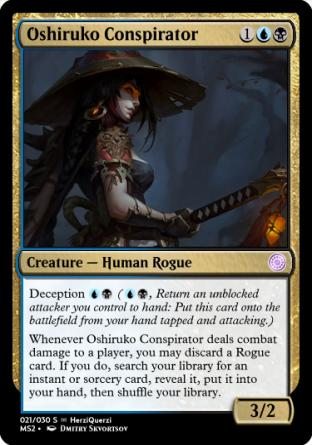 Oshiruko Conspirator 1
Creature — Human Rogue
Deception ( , Return an unblocked
attacker you control to hand: Put this card onto the
battlefield from your hand tapped and attacking.)
Whenever Oshiruko Conspirator deals combat
damage to a player, you may discard a Rogue
card. If you do, search your library for an
instant or sorcery card, reveal it, put it into
your hand, then shuffle your library.
3/2
021/030 S HerziQuerzi
MS2 • Dmitry Skvortsov